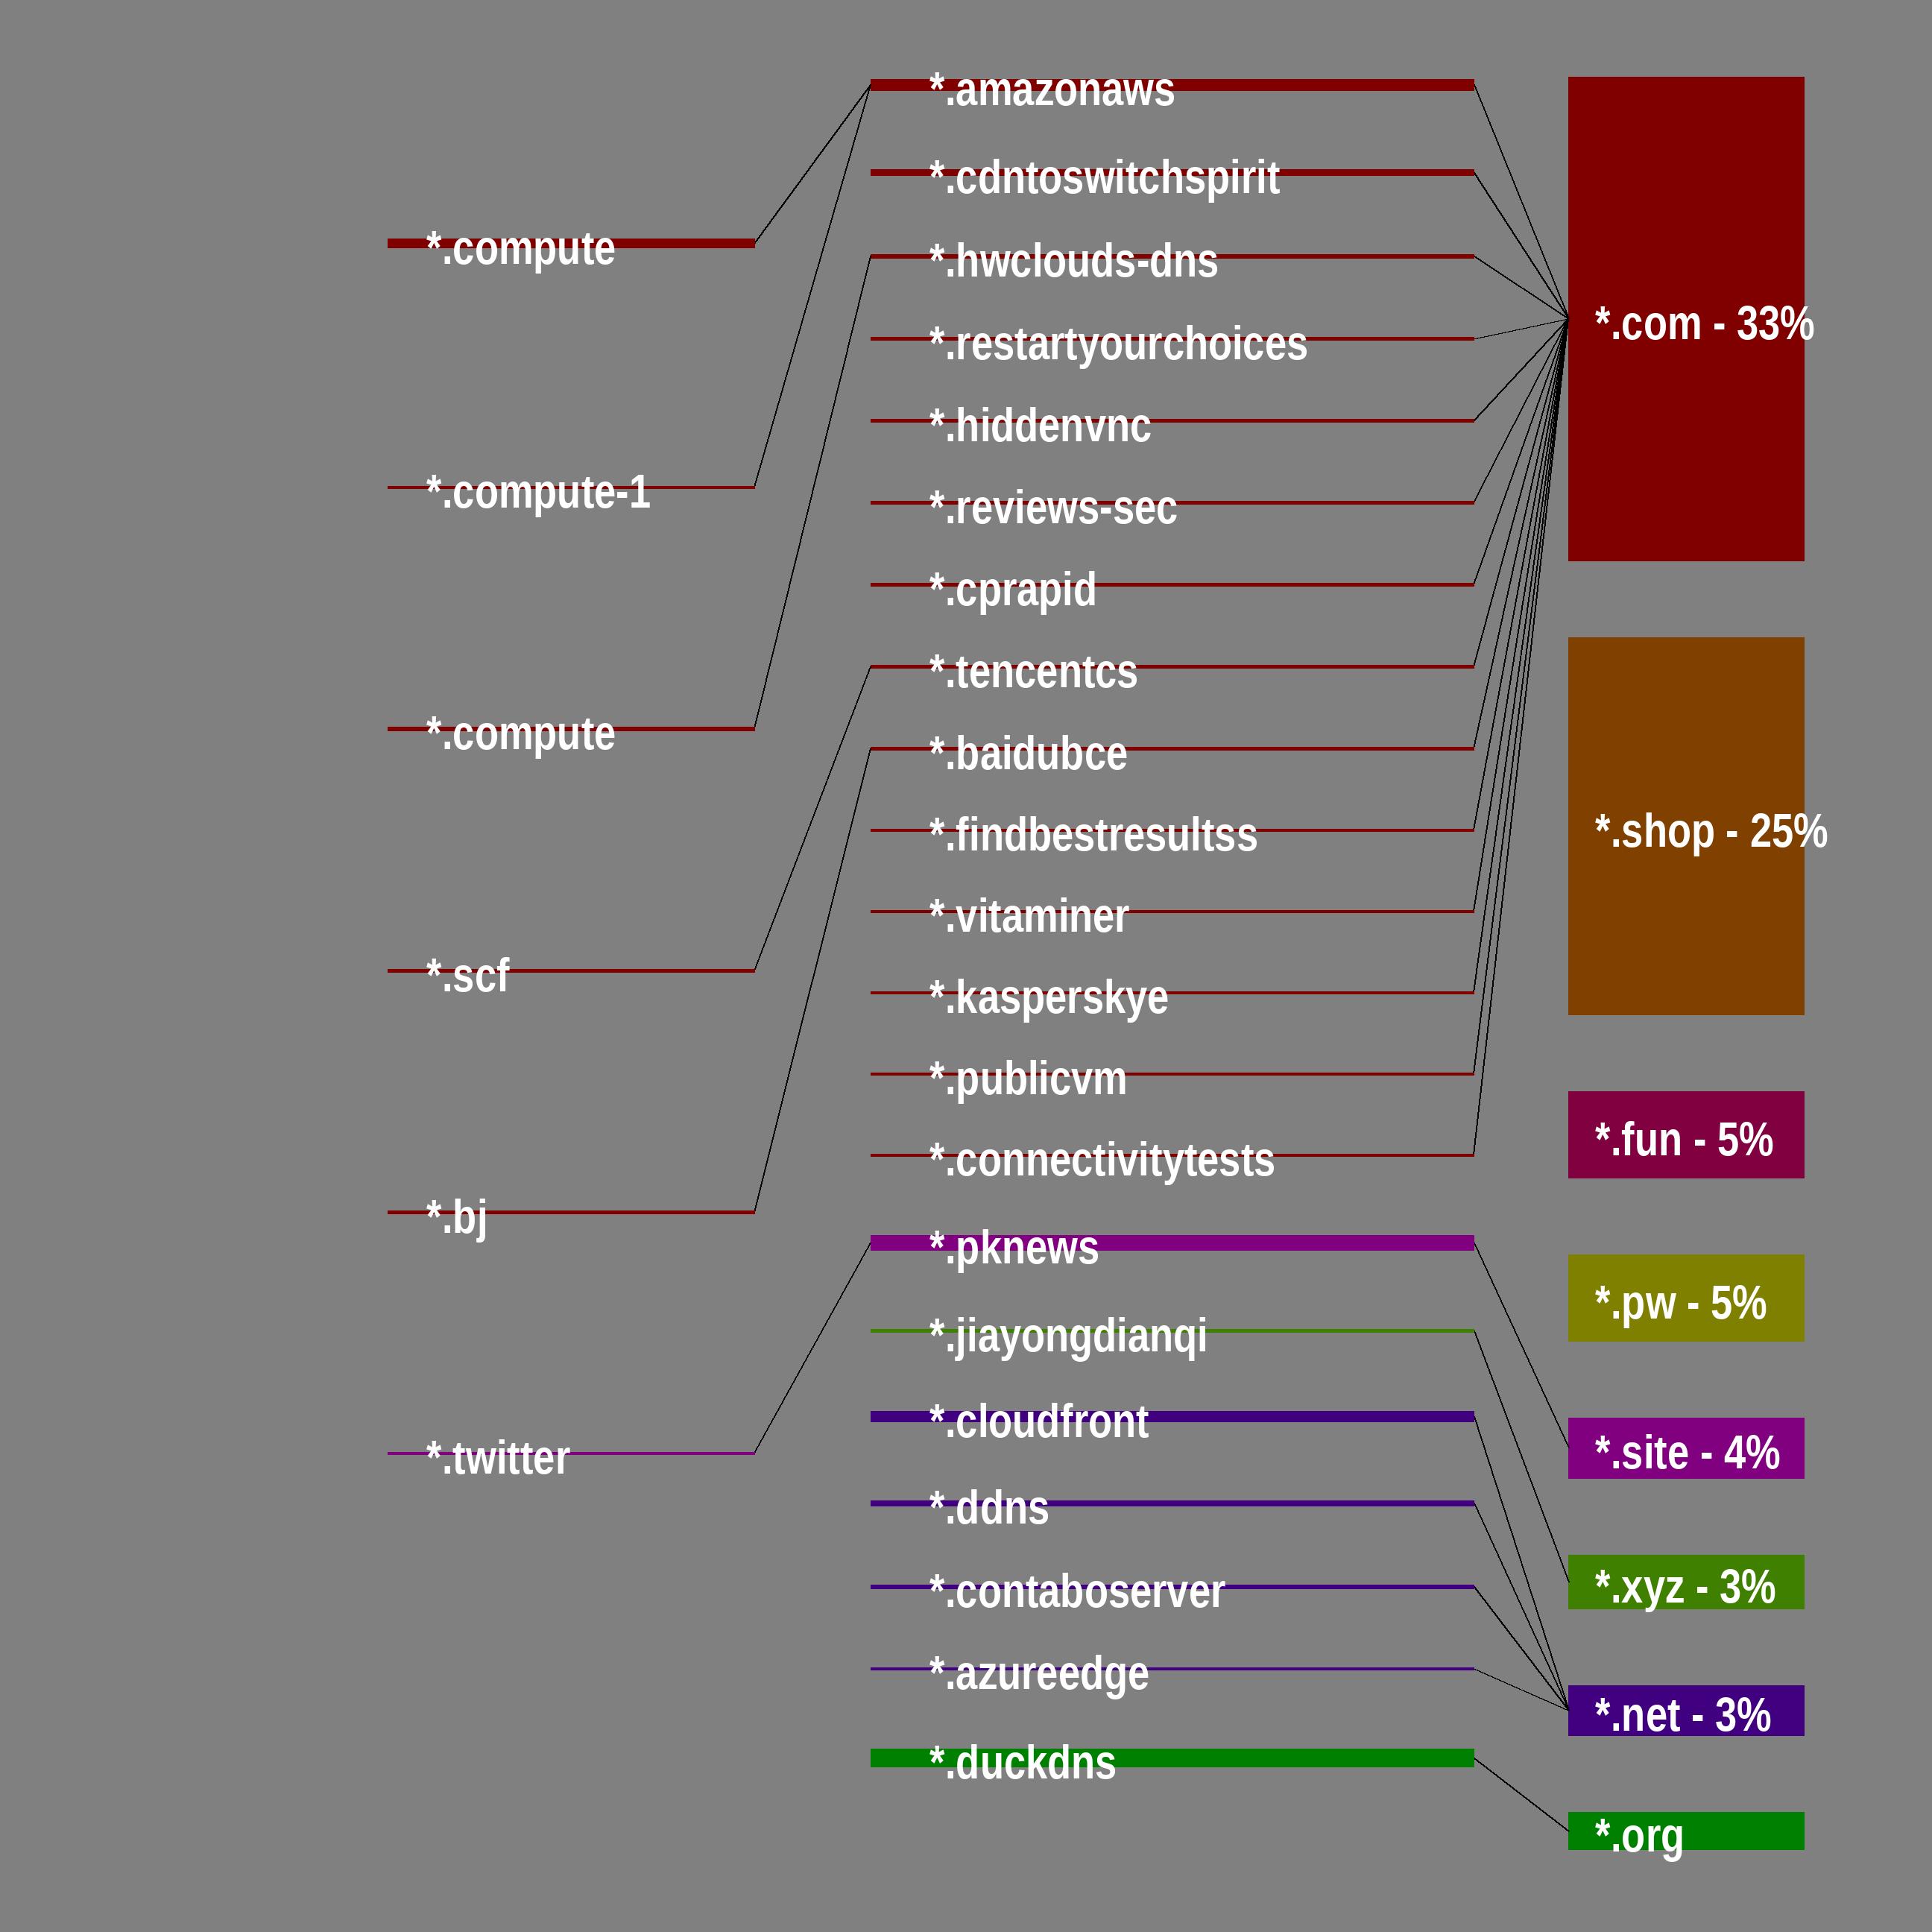 *.compute
*.compute-1
*.compute
*.scf
*.bj
*.twitter
*.amazonaws
*.cdntoswitchspirit
*.hwclouds-dns
*.restartyourchoices
*.hiddenvnc
*.reviews-sec
*.cprapid
*.tencentcs
*.baidubce
*.findbestresultss
*.vitaminer
*.kasperskye
*.publicvm
*.connectivitytests
*.pknews
*.jiayongdianqi
*.cloudfront
*.ddns
*.contaboserver
*.azureedge
*.duckdns
*.com - 33%
*.shop - 25%
*.fun - 5%
*.pw - 5%
*.site - 4%
*.xyz - 3%
*.net - 3%
*.org